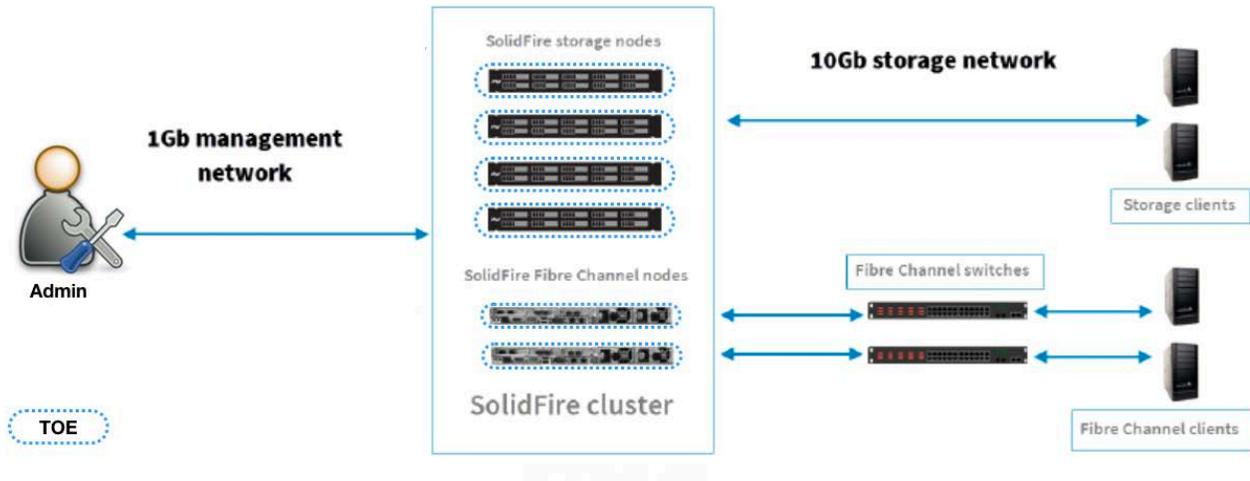 SolidFire storage nodes
10Gb storage network
1Gb management
network
Storage clients
SolidFire Fibre Channel nodes
Fibre Channel switches
Admin
SolidFire cluster
TOE
Fibre Channel clients